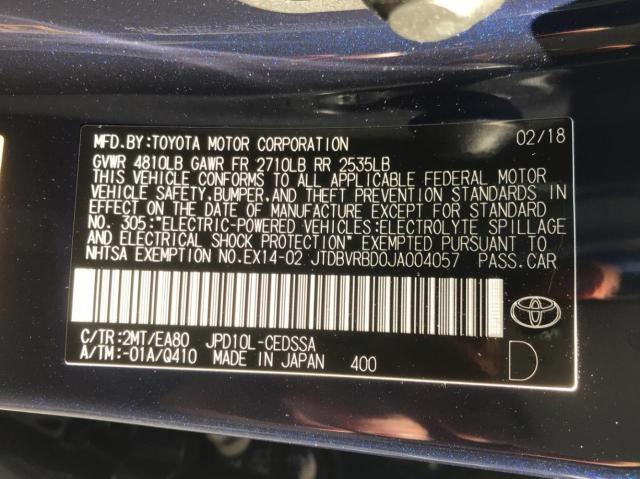 MFD.BY:TOYOTA MOTOR CORPORATION 02/18
GVWR 4810LB GAWR FR 2710LB RR 2535LB
THIS VEHICLE CONFORMS TO ALL APPLICABLE FEDERAL MOTOR
VEHICLE SAFETY,BUMPER,AND THEFT PREVENTION STANDARDS IN
EFFECT ON THE DATE OF MANUFACTURE EXCEPT FOR STANDARD
NO. 305:"ELECTRIC-POWERED VEHICLES:ELECTROLYTE SPILLAGE
AND ELECTRICAL SHOCK PROTECTION" EXEMPTED PURSUANT TO
NHTSA EXEMPTION NO.EX14-02 JTDBVRBD0JA004057 PASS.CAR
C/TR:2MT/EA80 JPD10L-CEDSSA
A/TM:-01A/Q410 MADE IN JAPAN 400
D